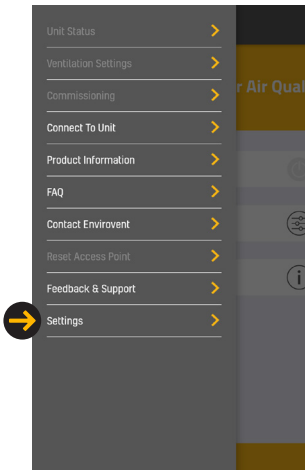 Unit Status
Ventilation Settings
Commissioning
r Air Qual
Connect To Unit
Product Information
FAQ
Contact Envirovent
Reset Access Point
Feedback & Support
Settings